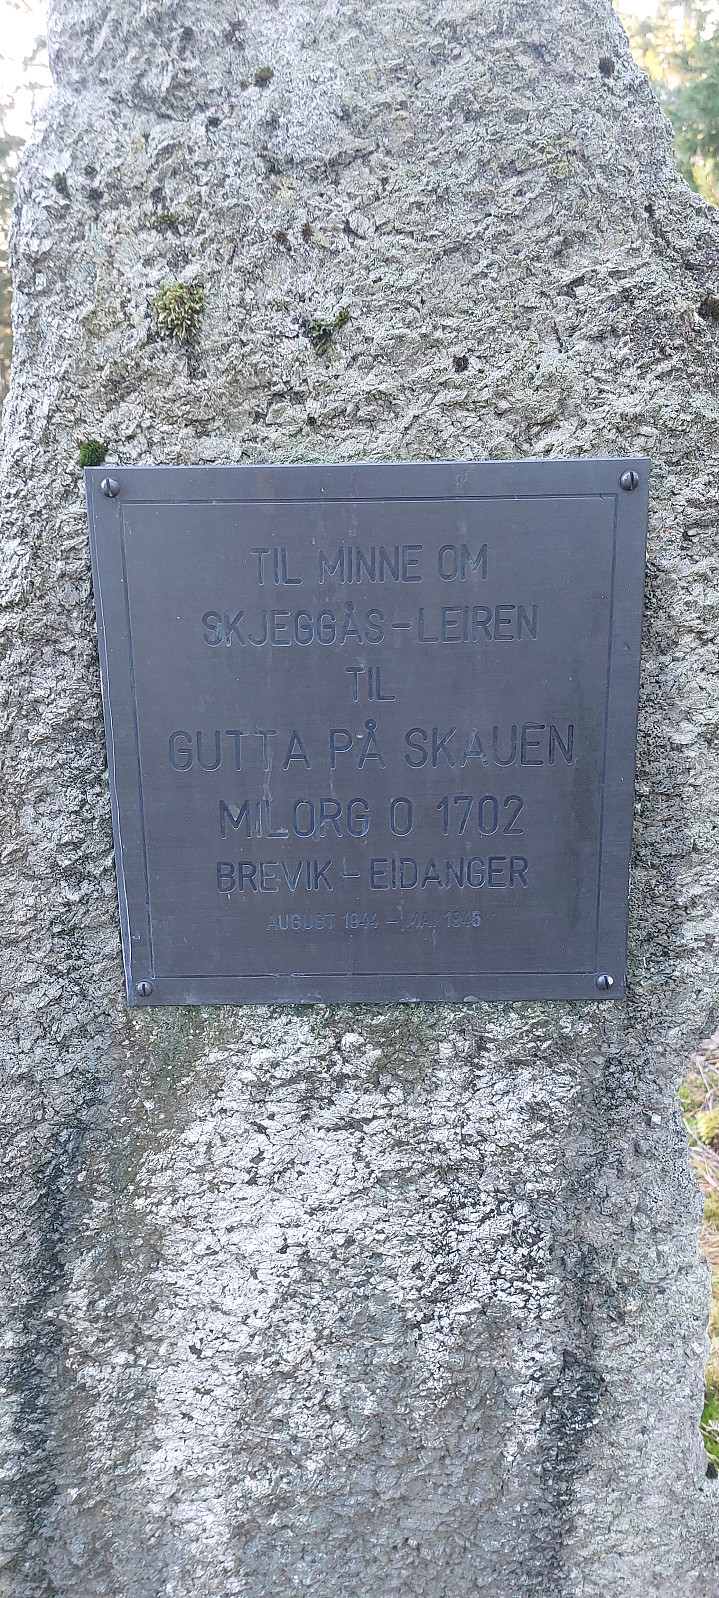 TIL MINNE OM
SKJEGGÅS-LEIREN
TIL
GUTTA PÅ SKAUEN
MILORG O 1702
BREVIK - EIDANGER
AUGUST 1944 - MAI 1945